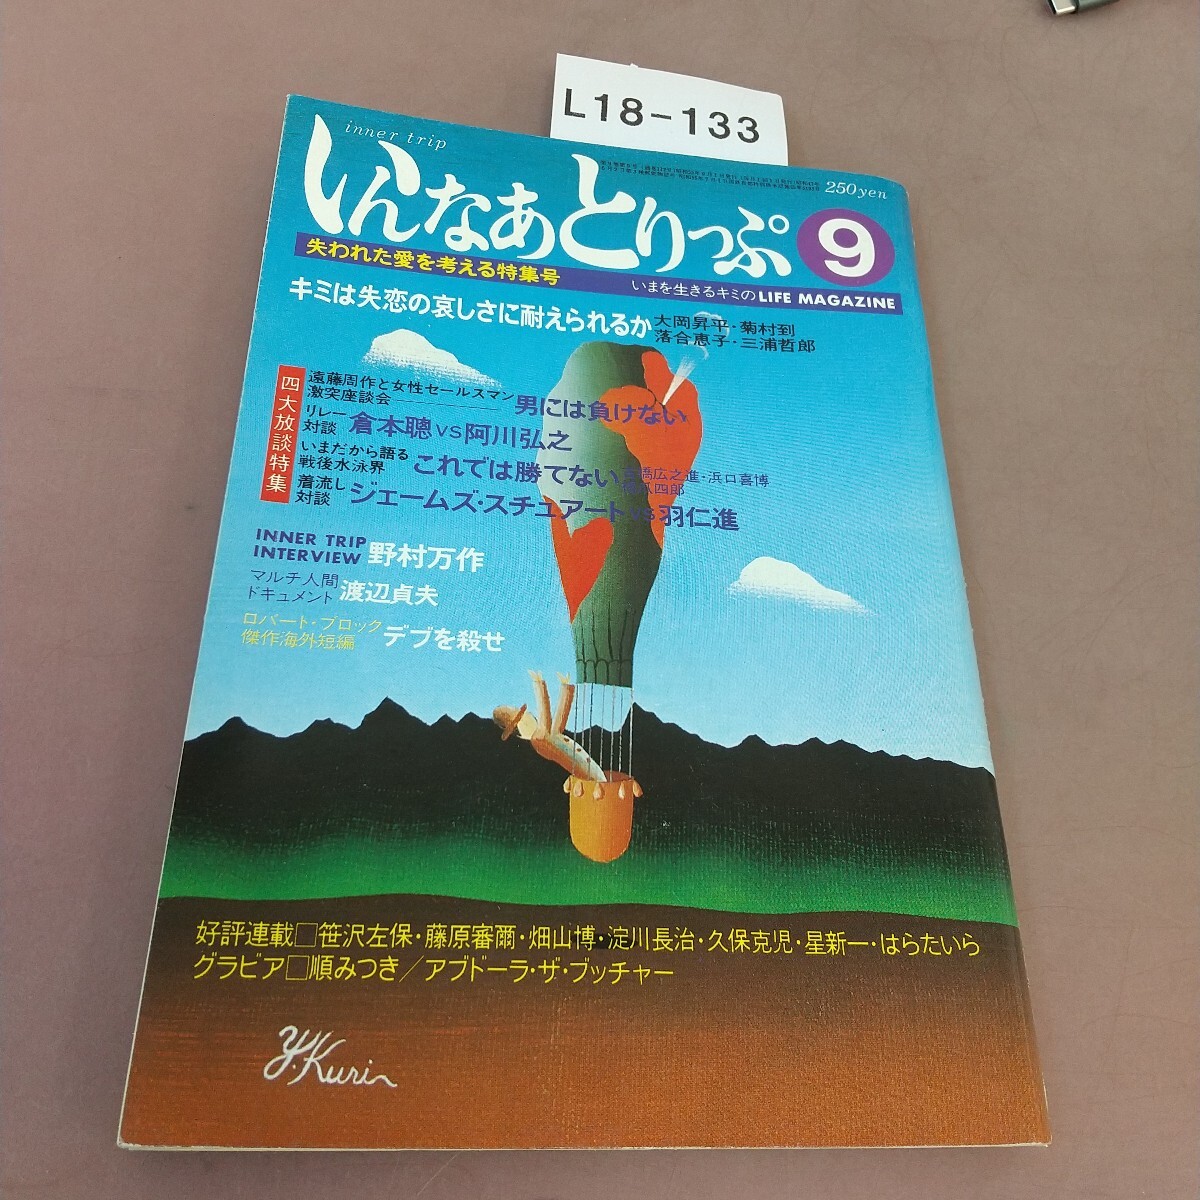 L18-133
inner trip
いんなあとりっぷ
250yen
9
失われた愛を考える特集号
いまを生きるキミのLIFE MAGAZINE
キミは失恋の哀しさに耐えられるか
大岡昇平・菊村到
落合恵子・三浦哲郎
四大放談特集
遠藤周作と女性セールスマン
激突座談会
男には負けない
リレー
対談
倉本聰vs阿川弘之
いまだから語る
戦後水泳界
これでは勝てない
橋広之進・浜口喜博
四郎
着流し
対談
ジェームズ・スチュアートvs羽仁進
INNER TRIP
INTERVIEW
野村万作
マルチ人間
ドキュメント
渡辺貞夫
ロバート・ブロック
傑作海外短編
デブを殺せ
好評連載□笹沢左保・藤原審爾・畑山博・淀川長治・久保克児・星新一・はらたいら
グラビア□順みつき／アブドーラ・ザ・ブッチャー
Y.Kuri